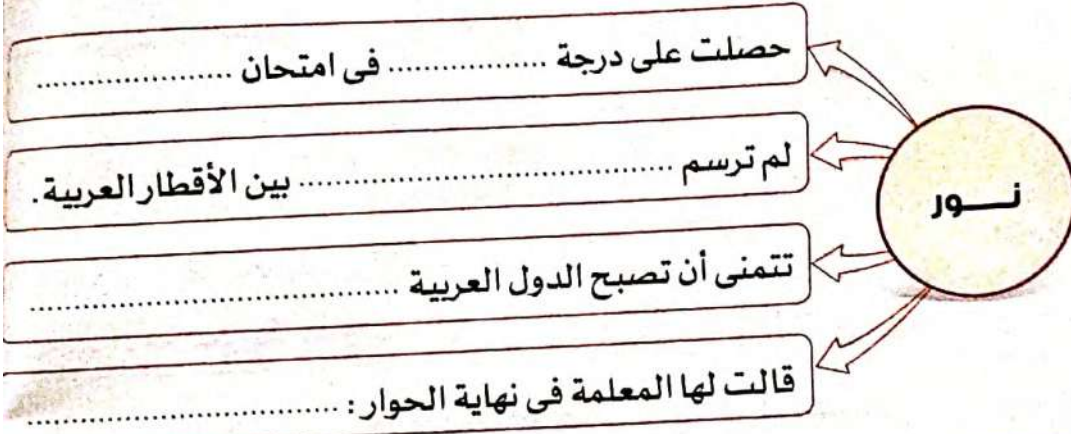 حصلت على درجة ................. فى امتحان .........................
لم ترسم ................................................ بين الأقطار العربية.
نـــور
تتمنى أن تصبح الدول العربية ..................................................
قالت لها المعلمة فى نهاية الحوار: ........................................